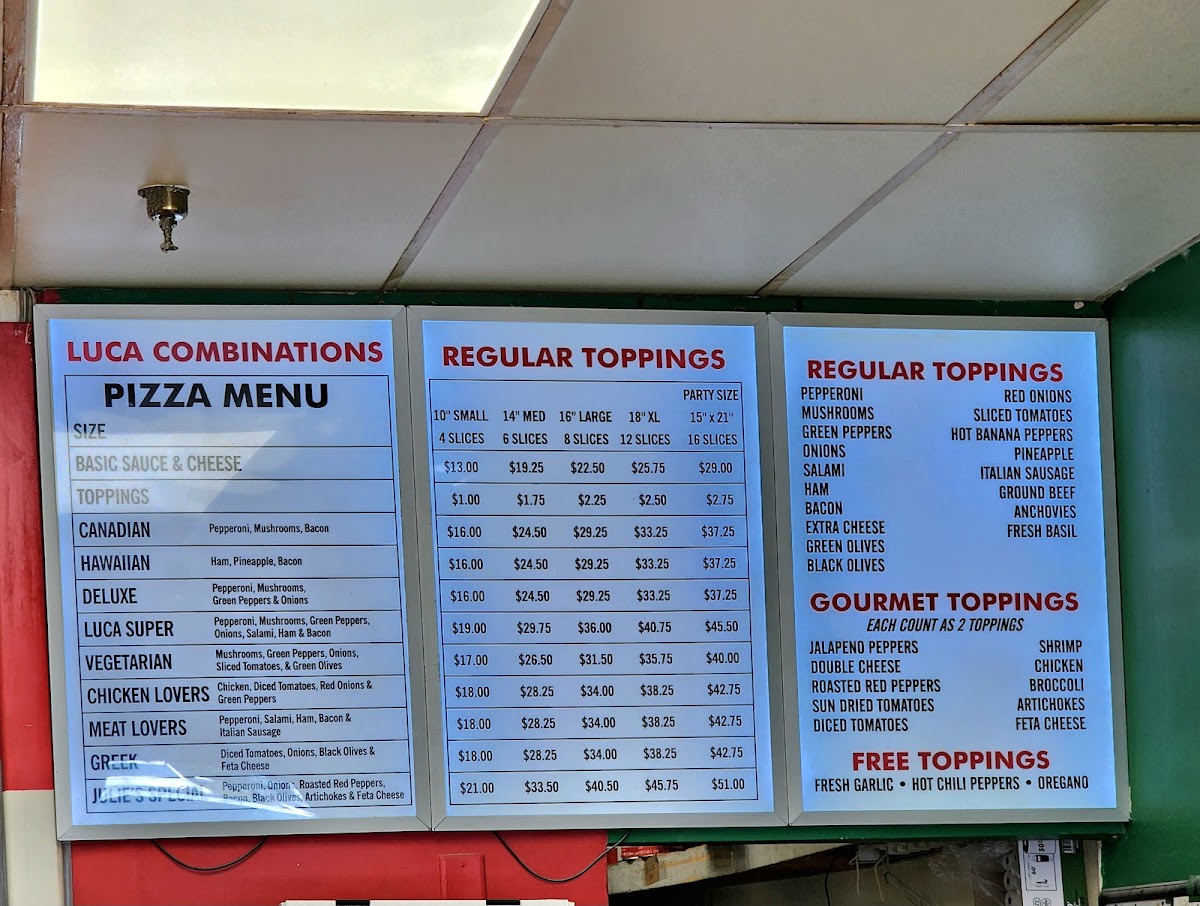 LUCA COMBINATIONS
PIZZA MENU
SIZE
BASIC SAUCE & CHEESE
TOPPINGS
CANADIAN Pepperoni, Mushrooms, Bacon
HAWAIIAN Ham, Pineapple, Bacon
DELUXE Pepperoni, Mushrooms,
Green Peppers & Onions
LUCA SUPER Pepperoni, Mushrooms, Green Peppers,
Onions, Salami, Ham & Bacon
VEGETARIAN Mushrooms, Green Peppers, Onions,
Sliced Tomatoes, & Green Olives
CHICKEN LOVERS Chicken, Diced Tomatoes, Red Onions &
Green Peppers
MEAT LOVERS Pepperoni, Salami, Ham, Bacon &
Italian Sausage
GREEK Diced Tomatoes, Onions, Black Olives &
Feta Cheese
JULIE'S SPECIAL Pepperoni, Onions, Roasted Red Peppers,
Bacon, Black Olives, Artichokes & Feta Cheese
REGULAR TOPPINGS
PARTY SIZE
10" SMALL 14" MED 16" LARGE 18" XL 15" x 21"
4 SLICES 6 SLICES 8 SLICES 12 SLICES 16 SLICES
$13.00 $19.25 $22.50 $25.75 $29.00
$1.00 $1.75 $2.25 $2.50 $2.75
$16.00 $24.50 $29.25 $33.25 $37.25
$16.00 $24.50 $29.25 $33.25 $37.25
$16.00 $24.50 $29.25 $33.25 $37.25
$19.00 $29.75 $36.00 $40.75 $45.50
$17.00 $26.50 $31.50 $35.75 $40.00
$18.00 $28.25 $34.00 $38.25 $42.75
$18.00 $28.25 $34.00 $38.25 $42.75
$18.00 $28.25 $34.00 $38.25 $42.75
$21.00 $33.50 $40.50 $45.75 $51.00
REGULAR TOPPINGS
PEPPERONI RED ONIONS
MUSHROOMS SLICED TOMATOES
GREEN PEPPERS HOT BANANA PEPPERS
ONIONS PINEAPPLE
SALAMI ITALIAN SAUSAGE
HAM GROUND BEEF
BACON ANCHOVIES
EXTRA CHEESE FRESH BASIL
GREEN OLIVES
BLACK OLIVES
GOURMET TOPPINGS
EACH COUNT AS 2 TOPPINGS
JALAPENO PEPPERS SHRIMP
DOUBLE CHEESE CHICKEN
ROASTED RED PEPPERS BROCCOLI
SUN DRIED TOMATOES ARTICHOKES
DICED TOMATOES FETA CHEESE
FREE TOPPINGS
FRESH GARLIC • HOT CHILI PEPPERS • OREGANO